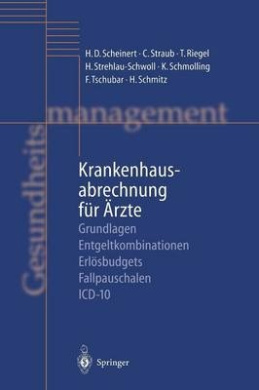 H. D. Scheinert · C. Straub · T. Riegel
H. Strehlau-Schwoll · K. Schmolling
F. Tschubar · H. Schmitz
Gesundheits
management
Krankenhaus-
abrechnung
für Ärzte
Grundlagen
Entgeltkombinationen
Erlösbudgets
Fallpauschalen
ICD-10
Springer